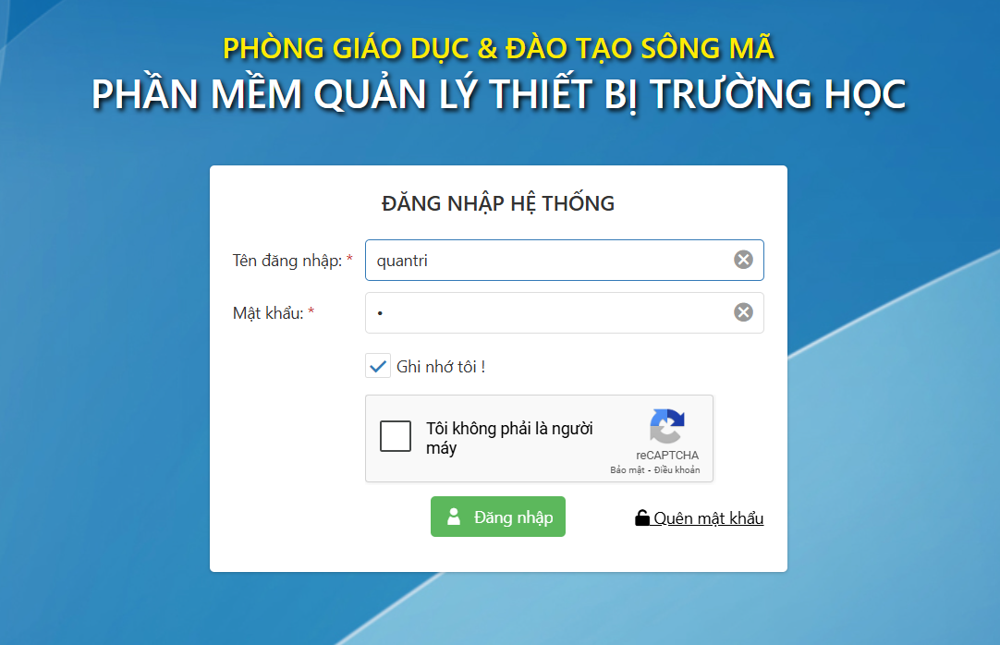 PHÒNG GIÁO DỤC & ĐÀO TẠO SÔNG MÃ
PHẦN MỀM QUẢN LÝ THIẾT BỊ TRƯỜNG HỌC
ĐĂNG NHẬP HỆ THỐNG
Tên đăng nhập: * quantri
Mật khẩu: * •
Ghi nhớ tôi !
Tôi không phải là người
máy
reCAPTCHA
Bảo mật - Điều khoản
Đăng nhập
Quên mật khẩu